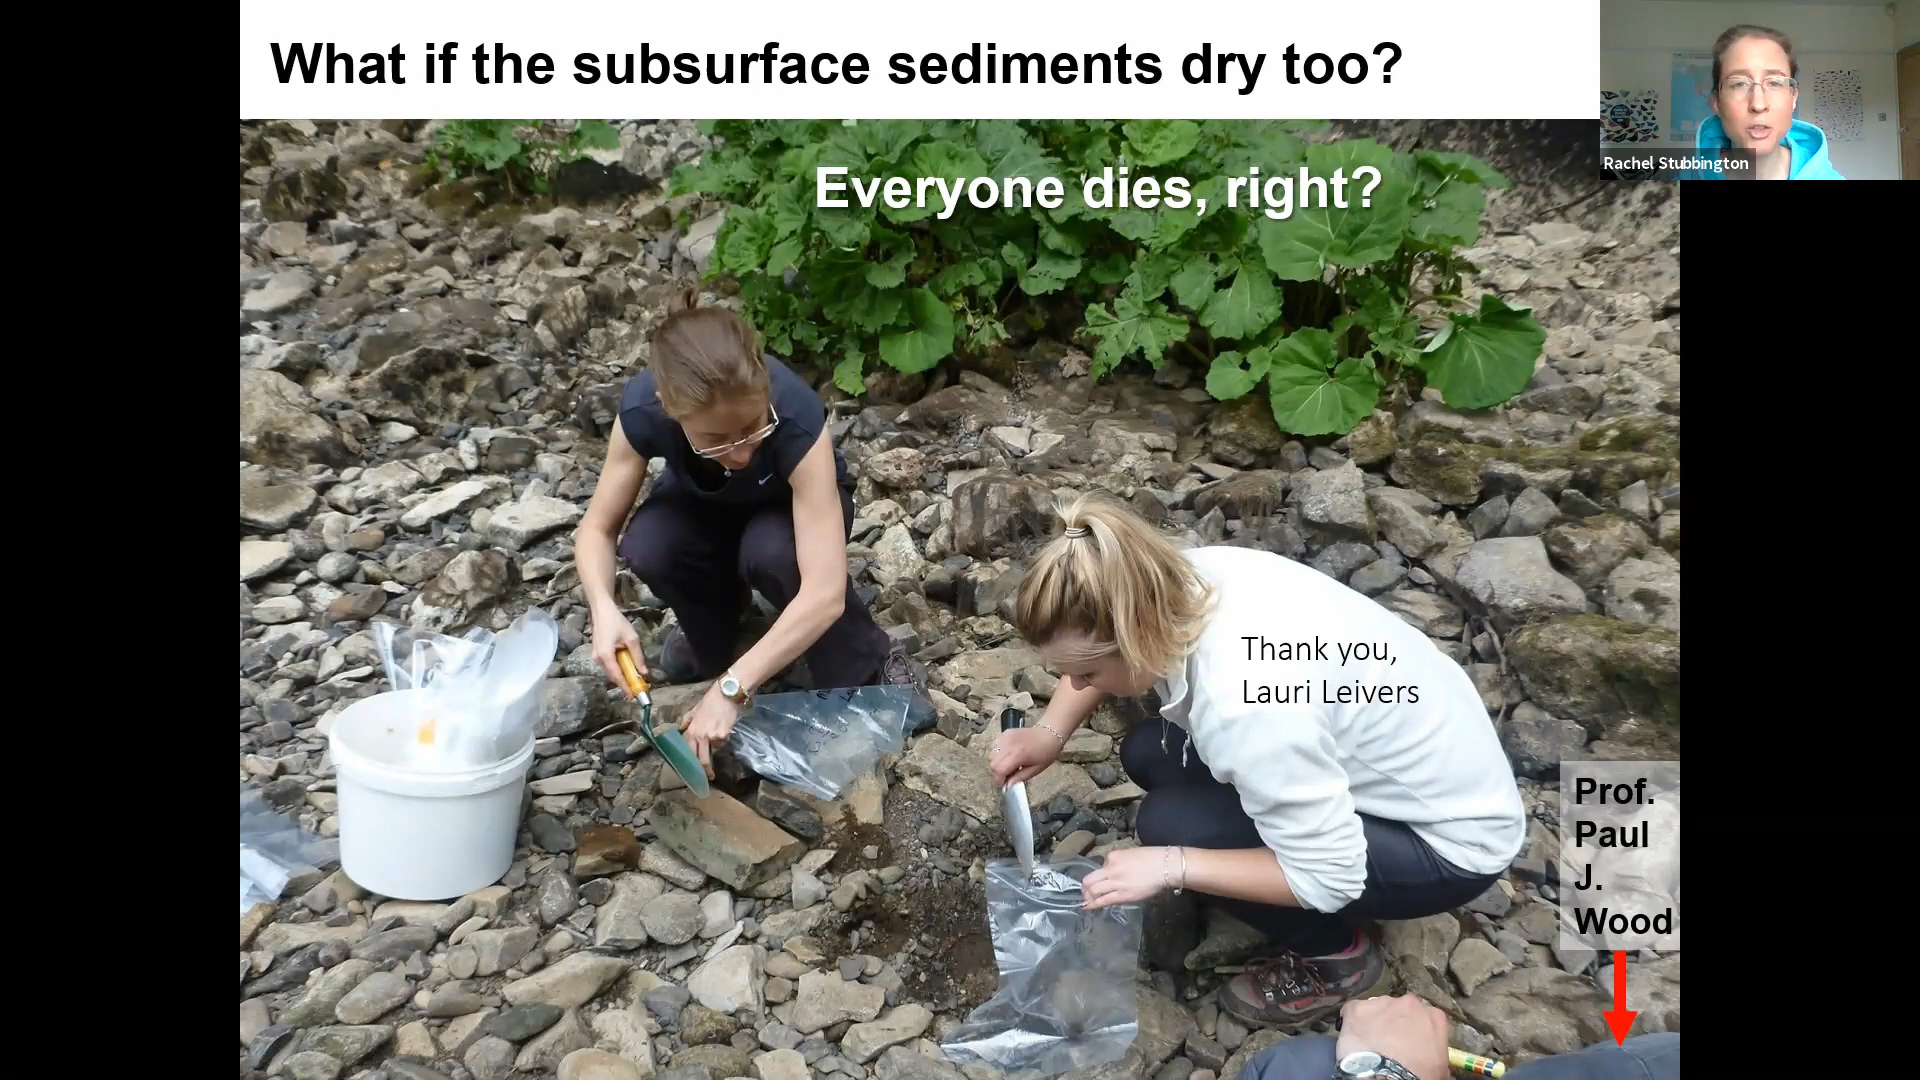 What if the subsurface sediments dry too?
Rachel Stubbington
Everyone dies, right?
Thank you,
Lauri Leivers
Prof.
Paul
J.
Wood